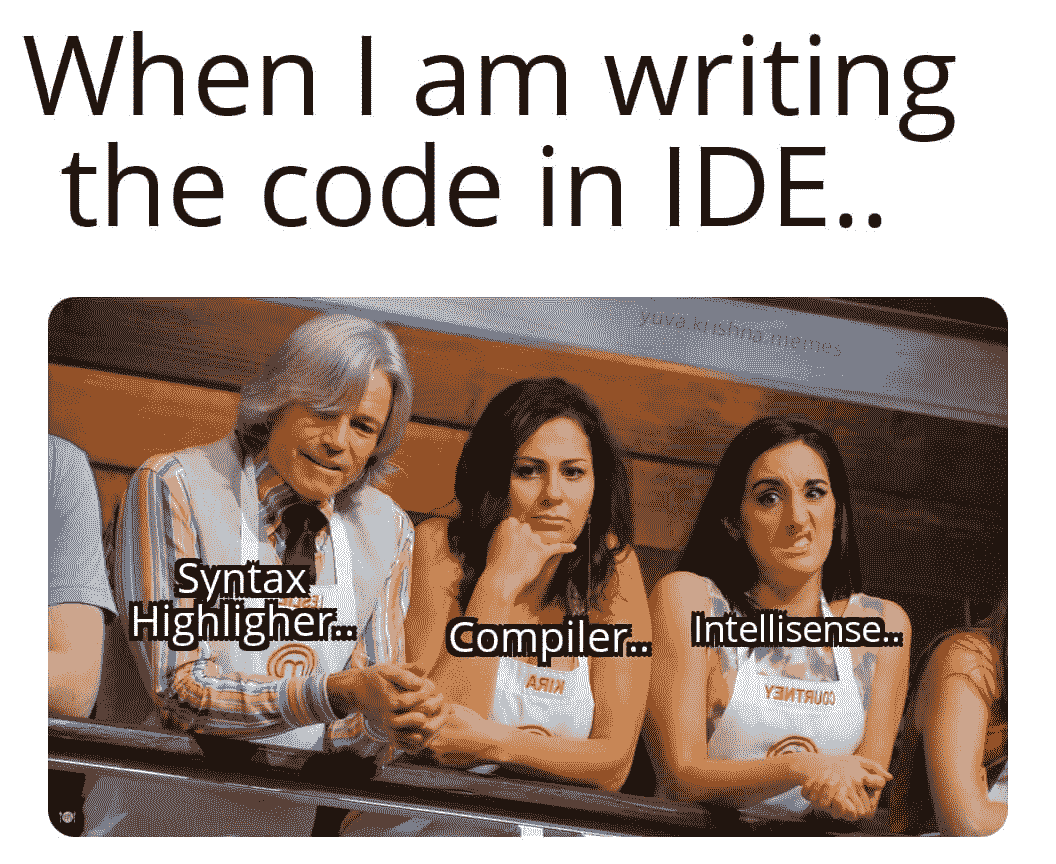 When I am writing
the code in IDE..
yuva.krishna.memes
Syntax
Highligher...
Compiler...
Intellisense...
KIRA
COURTNEY